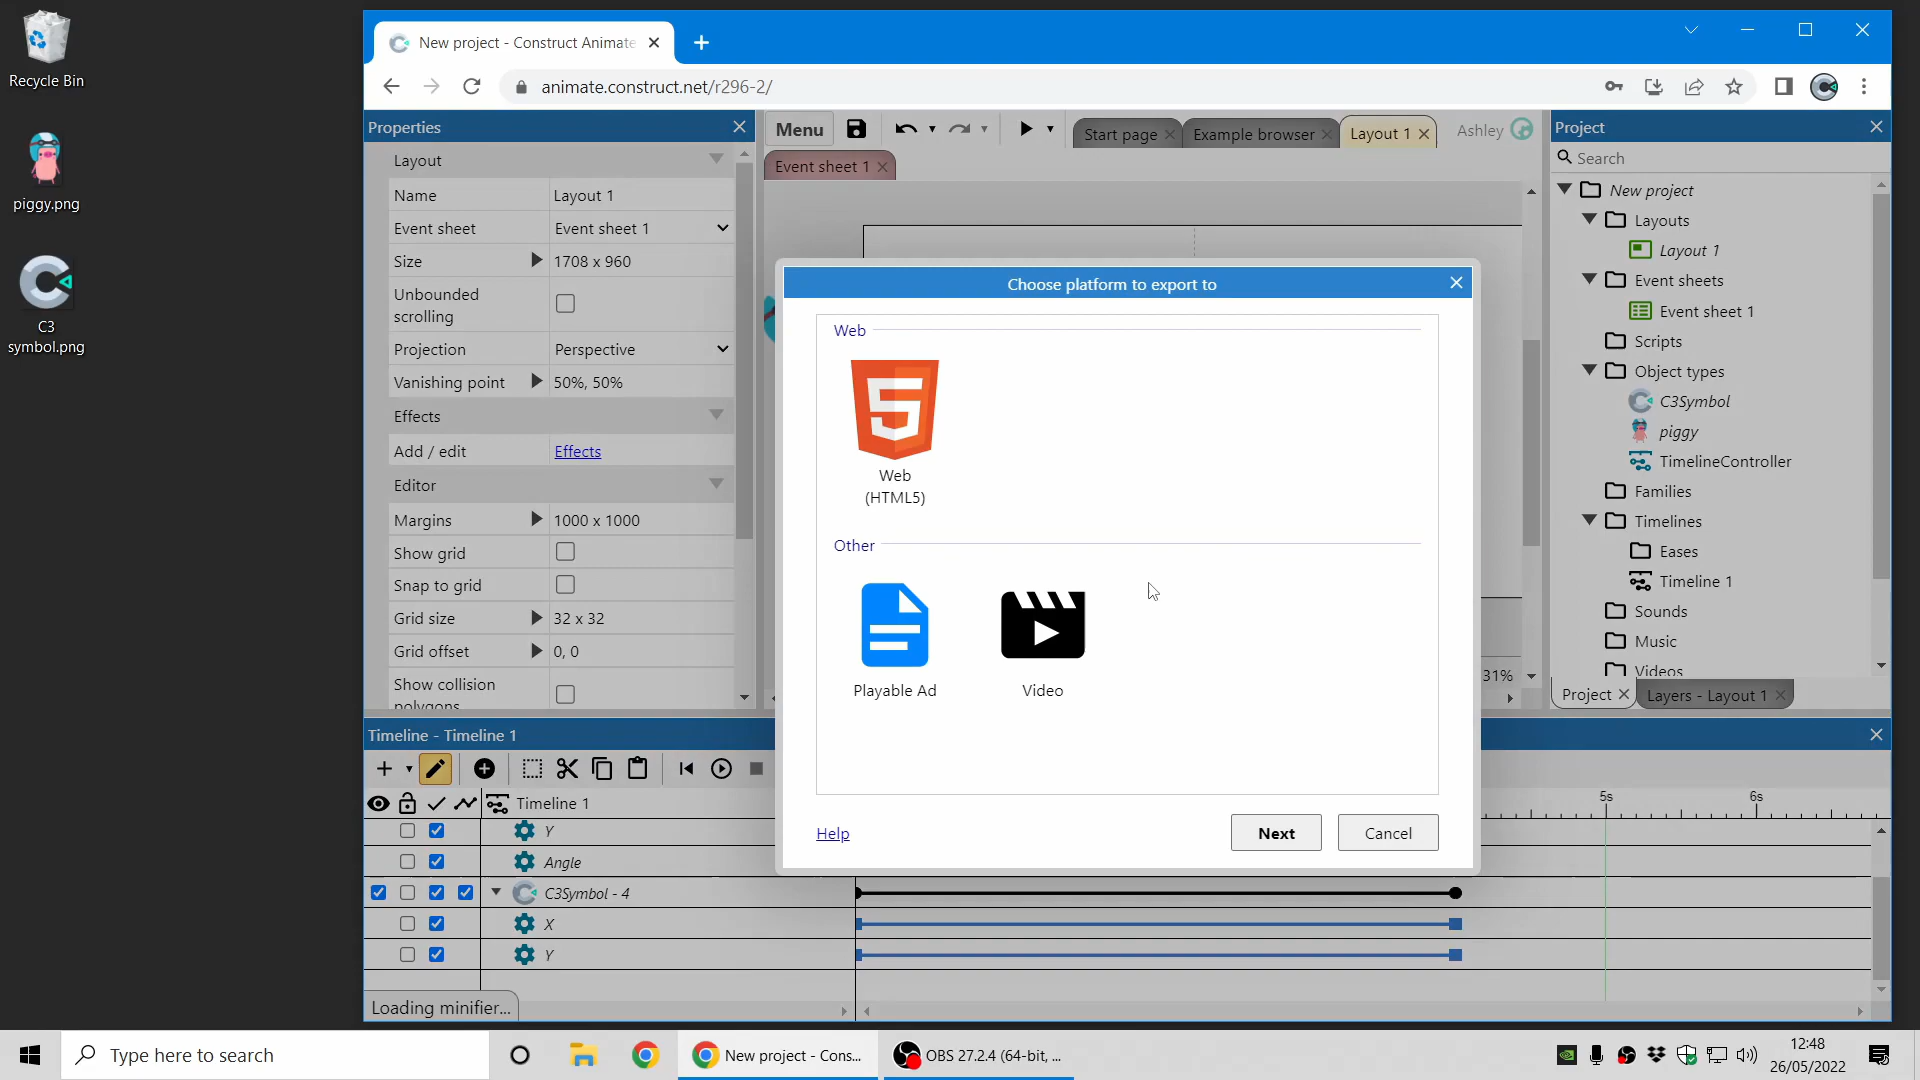 Recycle Bin
piggy.png
C3
symbol.png
New project - Construct Animate
animate.construct.net/r296-2/
Properties
Layout
Name
Layout 1
Event sheet
Event sheet 1
Size
1708 x 960
Unbounded
scrolling
Projection
Perspective
Vanishing point
50%, 50%
Effects
Add / edit
Effects
Editor
Margins
1000 x 1000
Show grid
Snap to grid
Grid size
32 x 32
Grid offset
0, 0
Show collision
polygons
Menu
Start page
Example browser
Layout 1
Ashley
Event sheet 1
Choose platform to export to
Web
Web
(HTML5)
Other
Playable Ad
Video
Help
Next
Cancel
31%
Project
Search
New project
Layouts
Layout 1
Event sheets
Event sheet 1
Scripts
Object types
C3Symbol
piggy
TimelineController
Families
Timelines
Eases
Timeline 1
Sounds
Music
Videos
Project
Layers - Layout 1
Timeline - Timeline 1
Timeline 1
5s
6s
Y
Angle
C3Symbol - 4
X
Y
Loading minifier...
Type here to search
New project - Cons...
OBS 27.2.4 (64-bit, ...
12:48
26/05/2022